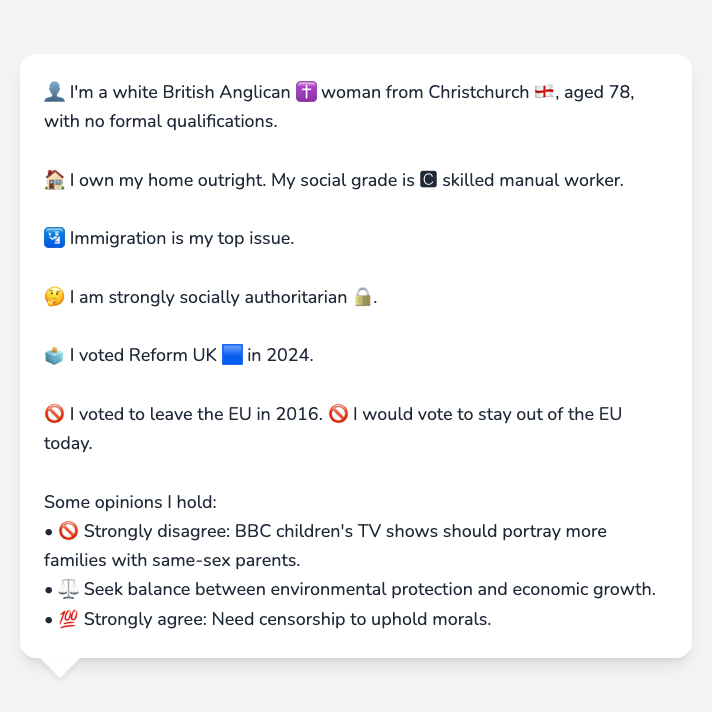 👤 I'm a white British Anglican ✝️ woman from Christchurch 🏴󠁧󠁢󠁥󠁮󠁧󠁿, aged 78,
with no formal qualifications.
🏠 I own my home outright. My social grade is 🅲 skilled manual worker.
🛂 Immigration is my top issue.
🤔 I am strongly socially authoritarian 🔒.
🗳️ I voted Reform UK 🟦 in 2024.
🚫 I voted to leave the EU in 2016. 🚫 I would vote to stay out of the EU
today.
Some opinions I hold:
• 🚫 Strongly disagree: BBC children's TV shows should portray more
families with same-sex parents.
• ⚖️ Seek balance between environmental protection and economic growth.
• 💯 Strongly agree: Need censorship to uphold morals.